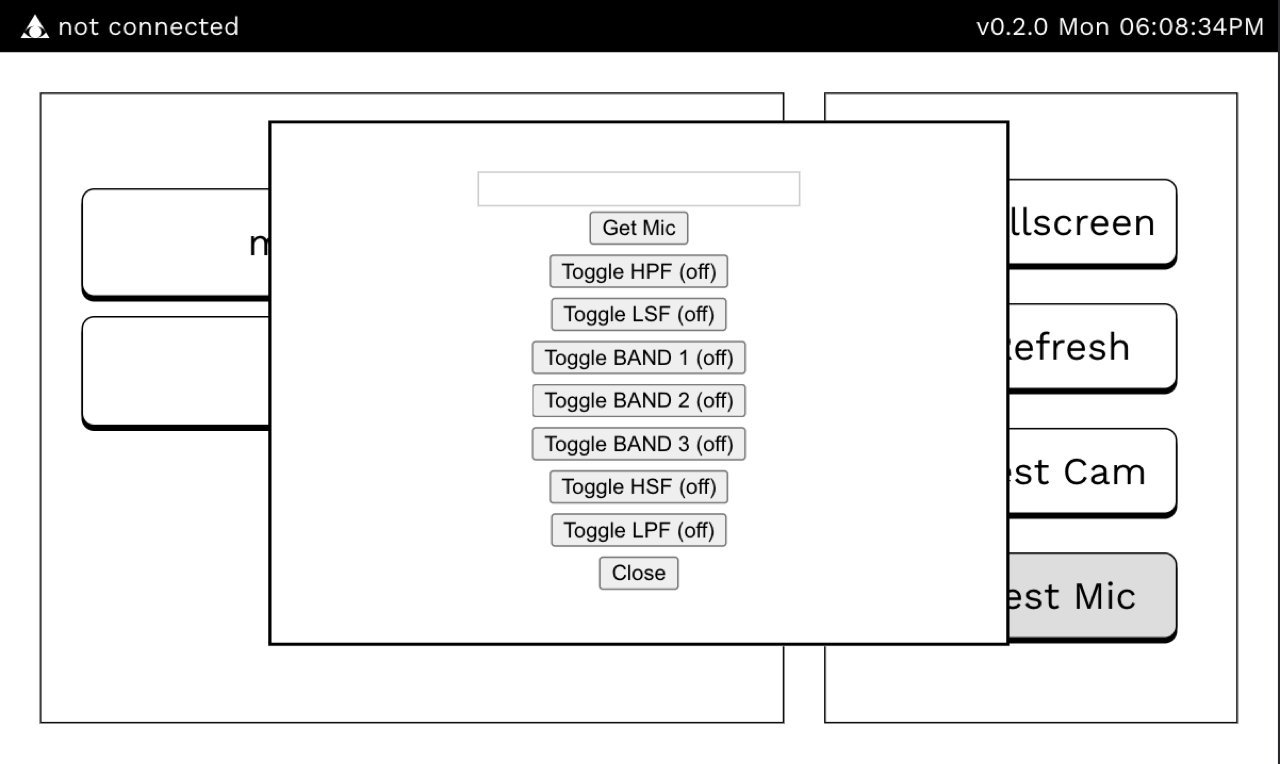 not connected
v0.2.0 Mon 06:08:34PM
Get Mic
Toggle HPF (off)
Toggle LSF (off)
Toggle BAND 1 (off)
Toggle BAND 2 (off)
Toggle BAND 3 (off)
Toggle HSF (off)
Toggle LPF (off)
Close
llscreen
efresh
st Cam
est Mic